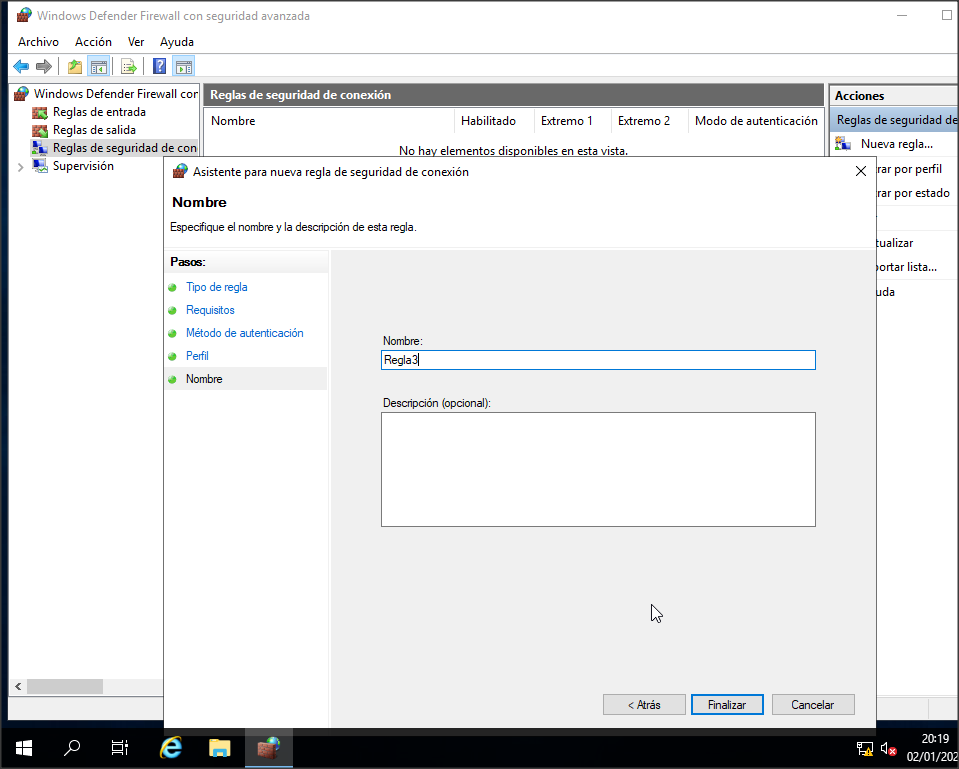 Windows Defender Firewall con seguridad avanzada
Archivo Acción Ver Ayuda
Windows Defender Firewall cor
Reglas de entrada
Reglas de salida
Reglas de seguridad de con
Supervisión
Reglas de seguridad de conexión
Nombre Habilitado Extremo 1 Extremo 2 Modo de autenticación
No hay elementos disponibles en esta vista.
Acciones
Reglas de seguridad de
Nueva regla...
rar por perfil
rar por estado
tualizar
portar lista...
uda
Asistente para nueva regla de seguridad de conexión
Nombre
Especifique el nombre y la descripción de esta regla.
Pasos:
Tipo de regla
Requisitos
Método de autenticación
Perfil
Nombre
Nombre:
Regla3
Descripción (opcional):
< Atrás Finalizar Cancelar
20:19
02/01/202